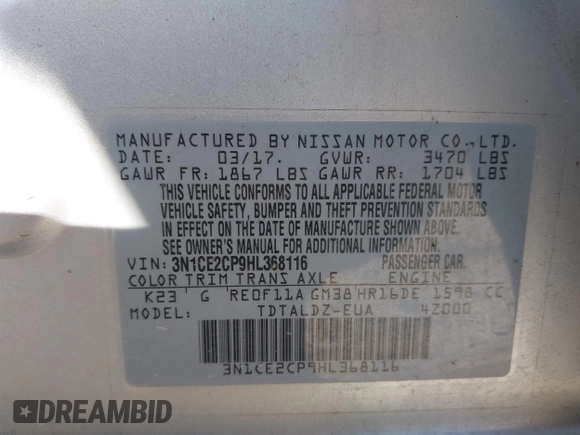 MANUFACTURED BY NISSAN MOTOR CO.,LTD.
DATE: 03/17. GVWR: 3470 LBS
GAWR FR: 1867 LBS GAWR RR: 1704 LBS
THIS VEHICLE CONFORMS TO ALL APPLICABLE FEDERAL MOTOR
VEHICLE SAFETY, BUMPER AND THEFT PREVENTION STANDARDS
IN EFFECT ON THE DATE OF MANUFACTURE SHOWN ABOVE.
SEE OWNER'S MANUAL FOR ADDITIONAL INFORMATION.
VIN: 3N1CE2CP9HL368116 PASSENGER CAR.
COLOR TRIM TRANS AXLE ENGINE
K23 G RE0F11A GM38 HR16DE 1598 CC
TDTALDZ-EUA 4Z000
3N1CE2CP9HL368116
AUTOHELPERBOT.COM